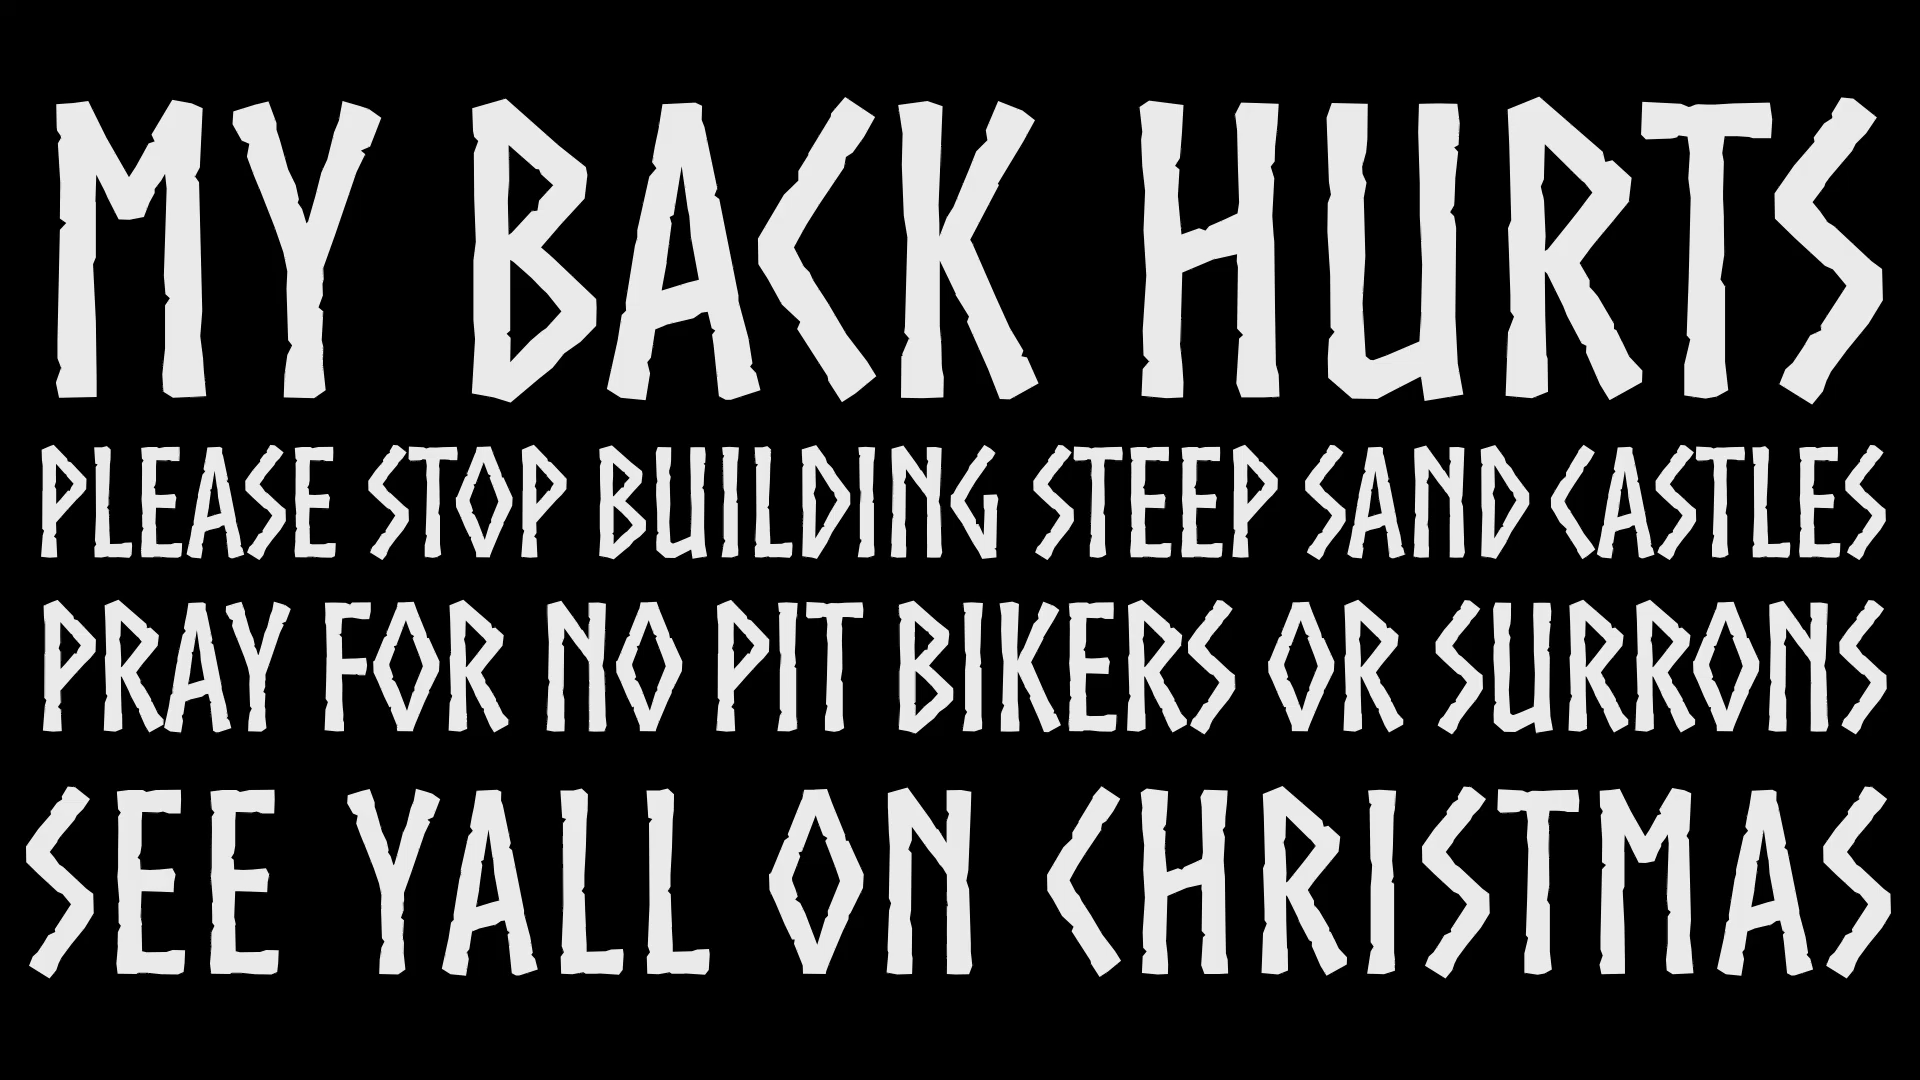 MY BACK HURTS
PLEASE STOP BUILDING STEEP SAND CASTLES
PRAY FOR NO PIT BIKERS OR SURRONS
SEE YALL ON CHRISTMAS